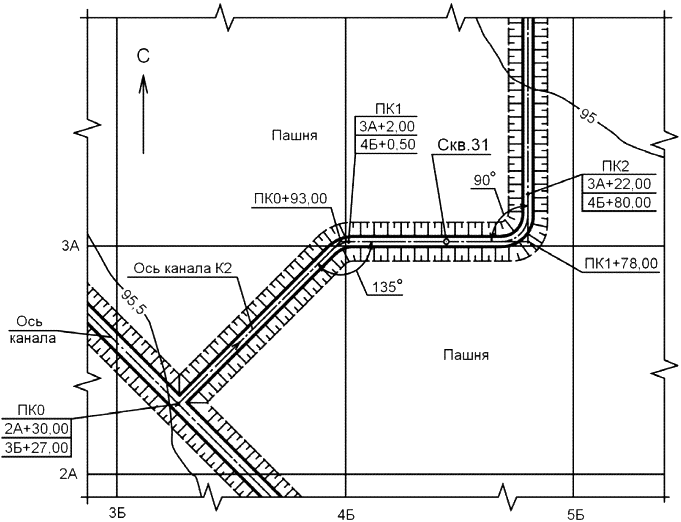 С
Пашня
ПК1
3А+2,00
4Б+0,50
Скв.31
95
90°
ПК2
3А+22,00
4Б+80,00
ПК0+93,00
3А
Ось канала К2
ПК1+78,00
135°
95,5
Ось
канала
Пашня
ПК0
2А+30,00
3Б+27,00
2А
3Б
4Б
5Б